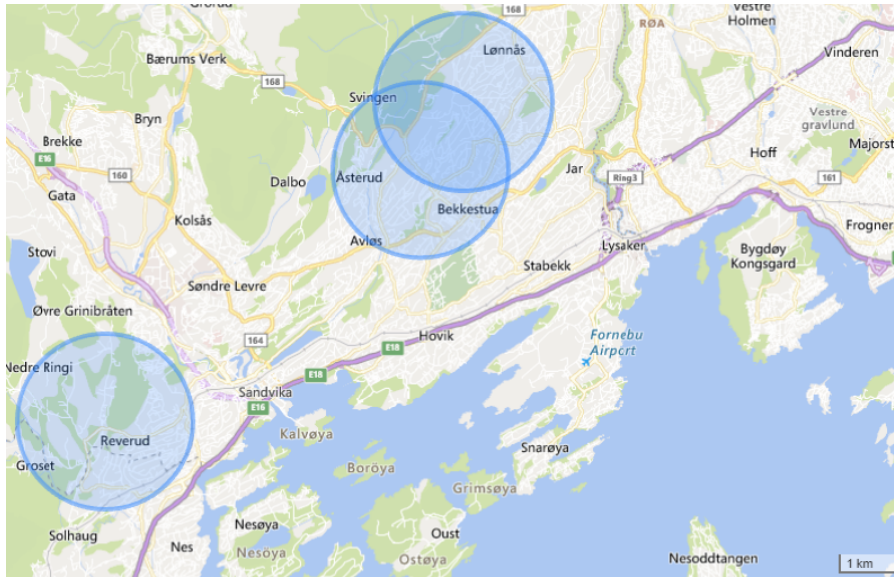 Grorud
168
RØA
Vestre
Holmen
Bærums Verk
Lønnås
Vinderen
168
Svingen
Bryn
Vestre
gravlund
Brekke
E16
160
Dalbo
Asterud
Jar
Ring3
Hoff
Majorst
161
Gata
Kolsås
Bekkestua
Frogner
Stovi
Avløs
Lysaker
Bygdøy
Kongsgard
Søndre Levre
Stabekk
Øvre Grinibråten
164
Hovik
Fornebu
Airport
E18
Nedre Ringi
E18
Sandvika
E16
Reverud
Kalvøya
Snarøya
Groset
Boröya
Grimsøya
Solhaug
Nesøya
Oust
Nes
Nesöya
Ostøya
Nesoddtangen
1 km